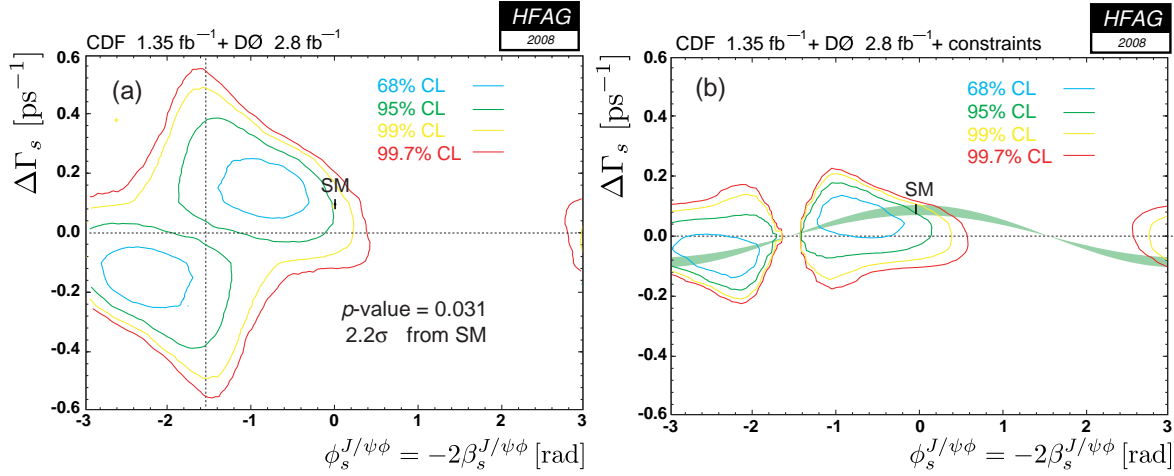 HFAG
2008
CDF 1.35 fb⁻¹ + DØ 2.8 fb⁻¹
(a)
68% CL
95% CL
99% CL
99.7% CL
SM
p-value = 0.031
2.2σ from SM
ΔΓₛ [ps⁻¹]
0.6
0.4
0.2
0.0
-0.2
-0.4
-0.6
-3 -2 -1 0 1 2 3
ϕₛ^{J/ψϕ} = −2βₛ^{J/ψϕ} [rad]
HFAG
2008
CDF 1.35 fb⁻¹ + DØ 2.8 fb⁻¹ + constraints
(b)
68% CL
95% CL
99% CL
99.7% CL
SM
ΔΓₛ [ps⁻¹]
0.6
0.4
0.2
0.0
-0.2
-0.4
-0.6
-3 -2 -1 0 1 2 3
ϕₛ^{J/ψϕ} = −2βₛ^{J/ψϕ} [rad]